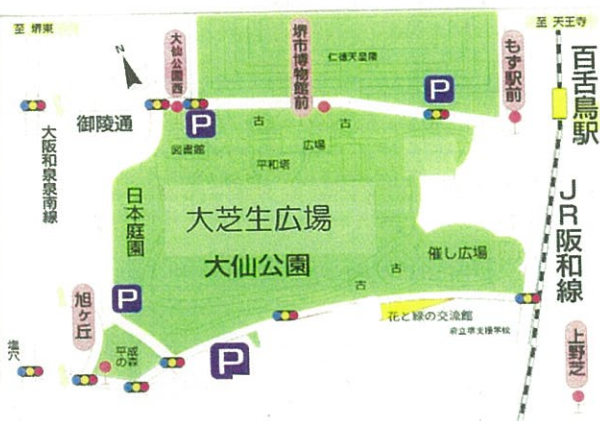 至 堺東
至 天王寺
N
大仙公園西
堺市博物館前
仁徳天皇陵
もず駅前
百舌鳥駅
P
P
御陵通
古
古
図書館
広場
平和塔
大阪和泉泉南線
日本庭園
大芝生広場
大仙公園
催し広場
古
古
JR阪和線
P
旭ヶ丘
花と緑の交流館
府立堺支援学校
塩穴
平成の森
P
上野芝